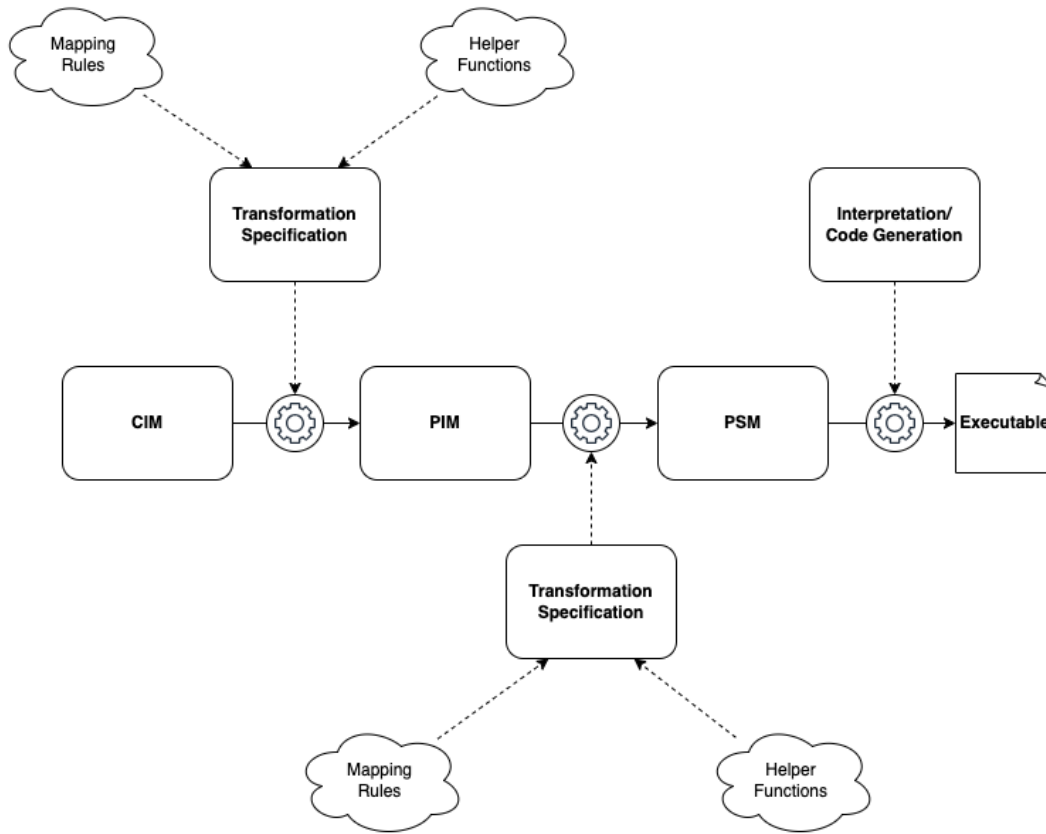 Mapping
Rules
Helper
Functions
Transformation
Specification
Interpretation/
Code Generation
CIM
PIM
PSM
Executable
Transformation
Specification
Mapping
Rules
Helper
Functions